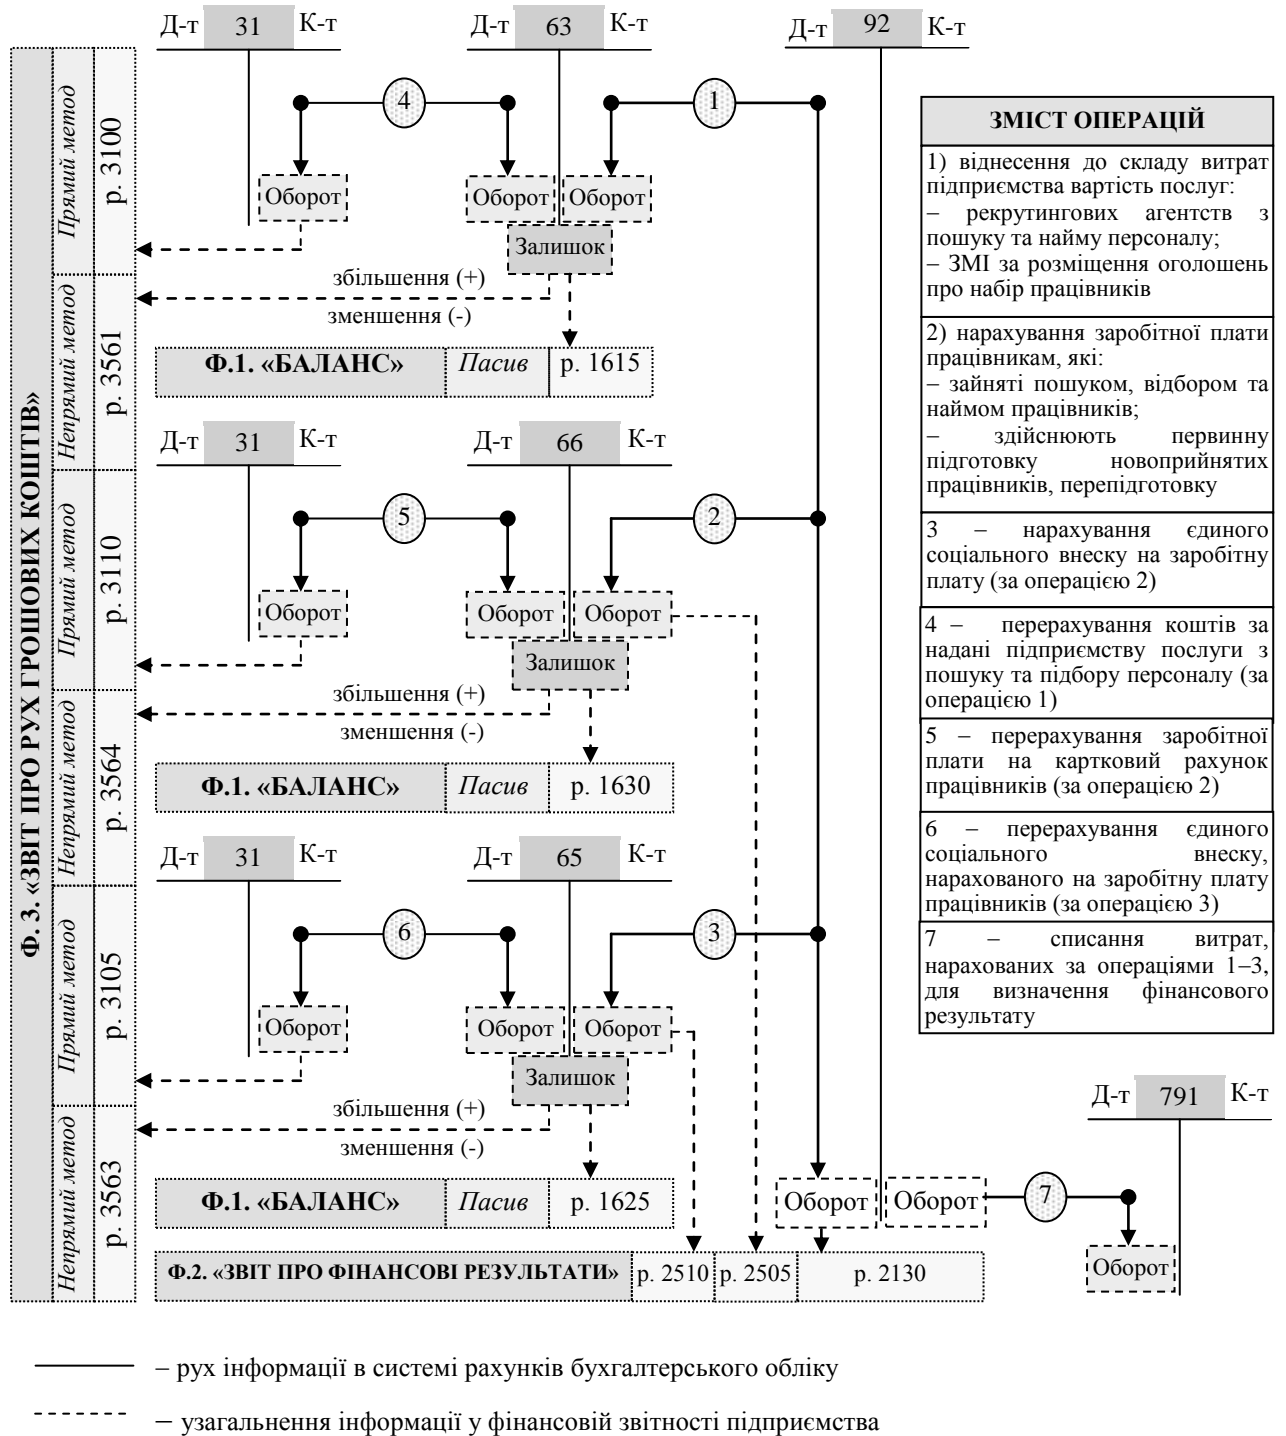 Д-т 31 К-т
Д-т 63 К-т
Д-т 92 К-т
Ф. 3. «ЗВІТ ПРО РУХ ГРОШОВИХ КОШТІВ»
Прямий метод
р. 3100
Непрямий метод
р. 3561
Прямий метод
р. 3110
Непрямий метод
р. 3564
Прямий метод
р. 3105
Непрямий метод
р. 3563
4
1
Оборот
Оборот
Оборот
Залишок
збільшення (+)
зменшення (-)
Ф.1. «БАЛАНС» Пасив р. 1615
Д-т 31 К-т
Д-т 66 К-т
5
2
Оборот
Оборот
Оборот
Залишок
збільшення (+)
зменшення (-)
Ф.1. «БАЛАНС» Пасив р. 1630
Д-т 31 К-т
Д-т 65 К-т
6
3
Оборот
Оборот
Оборот
Залишок
збільшення (+)
зменшення (-)
Ф.1. «БАЛАНС» Пасив р. 1625
Оборот
Оборот
7
Д-т 791 К-т
Оборот
Ф.2. «ЗВІТ ПРО ФІНАНСОВІ РЕЗУЛЬТАТИ» р. 2510 р. 2505 р. 2130
ЗМІСТ ОПЕРАЦІЙ
1) віднесення до складу витрат
підприємства вартість послуг:
– рекрутингових агентств з
пошуку та найму персоналу;
– ЗМІ за розміщення оголошень
про набір працівників
2) нарахування заробітної плати
працівникам, які:
– зайняті пошуком, відбором та
наймом працівників;
– здійснюють первинну
підготовку новоприйнятих
працівників, перепідготовку
3 – нарахування єдиного
соціального внеску на заробітну
плату (за операцією 2)
4 – перерахування коштів за
надані підприємству послуги з
пошуку та підбору персоналу (за
операцією 1)
5 – перерахування заробітної
плати на картковий рахунок
працівників (за операцією 2)
6 – перерахування єдиного
соціального внеску,
нарахованого на заробітну плату
працівників (за операцією 3)
7 – списання витрат,
нарахованих за операціями 1–3,
для визначення фінансового
результату
– рух інформації в системі рахунків бухгалтерського обліку
– узагальнення інформації у фінансовій звітності підприємства